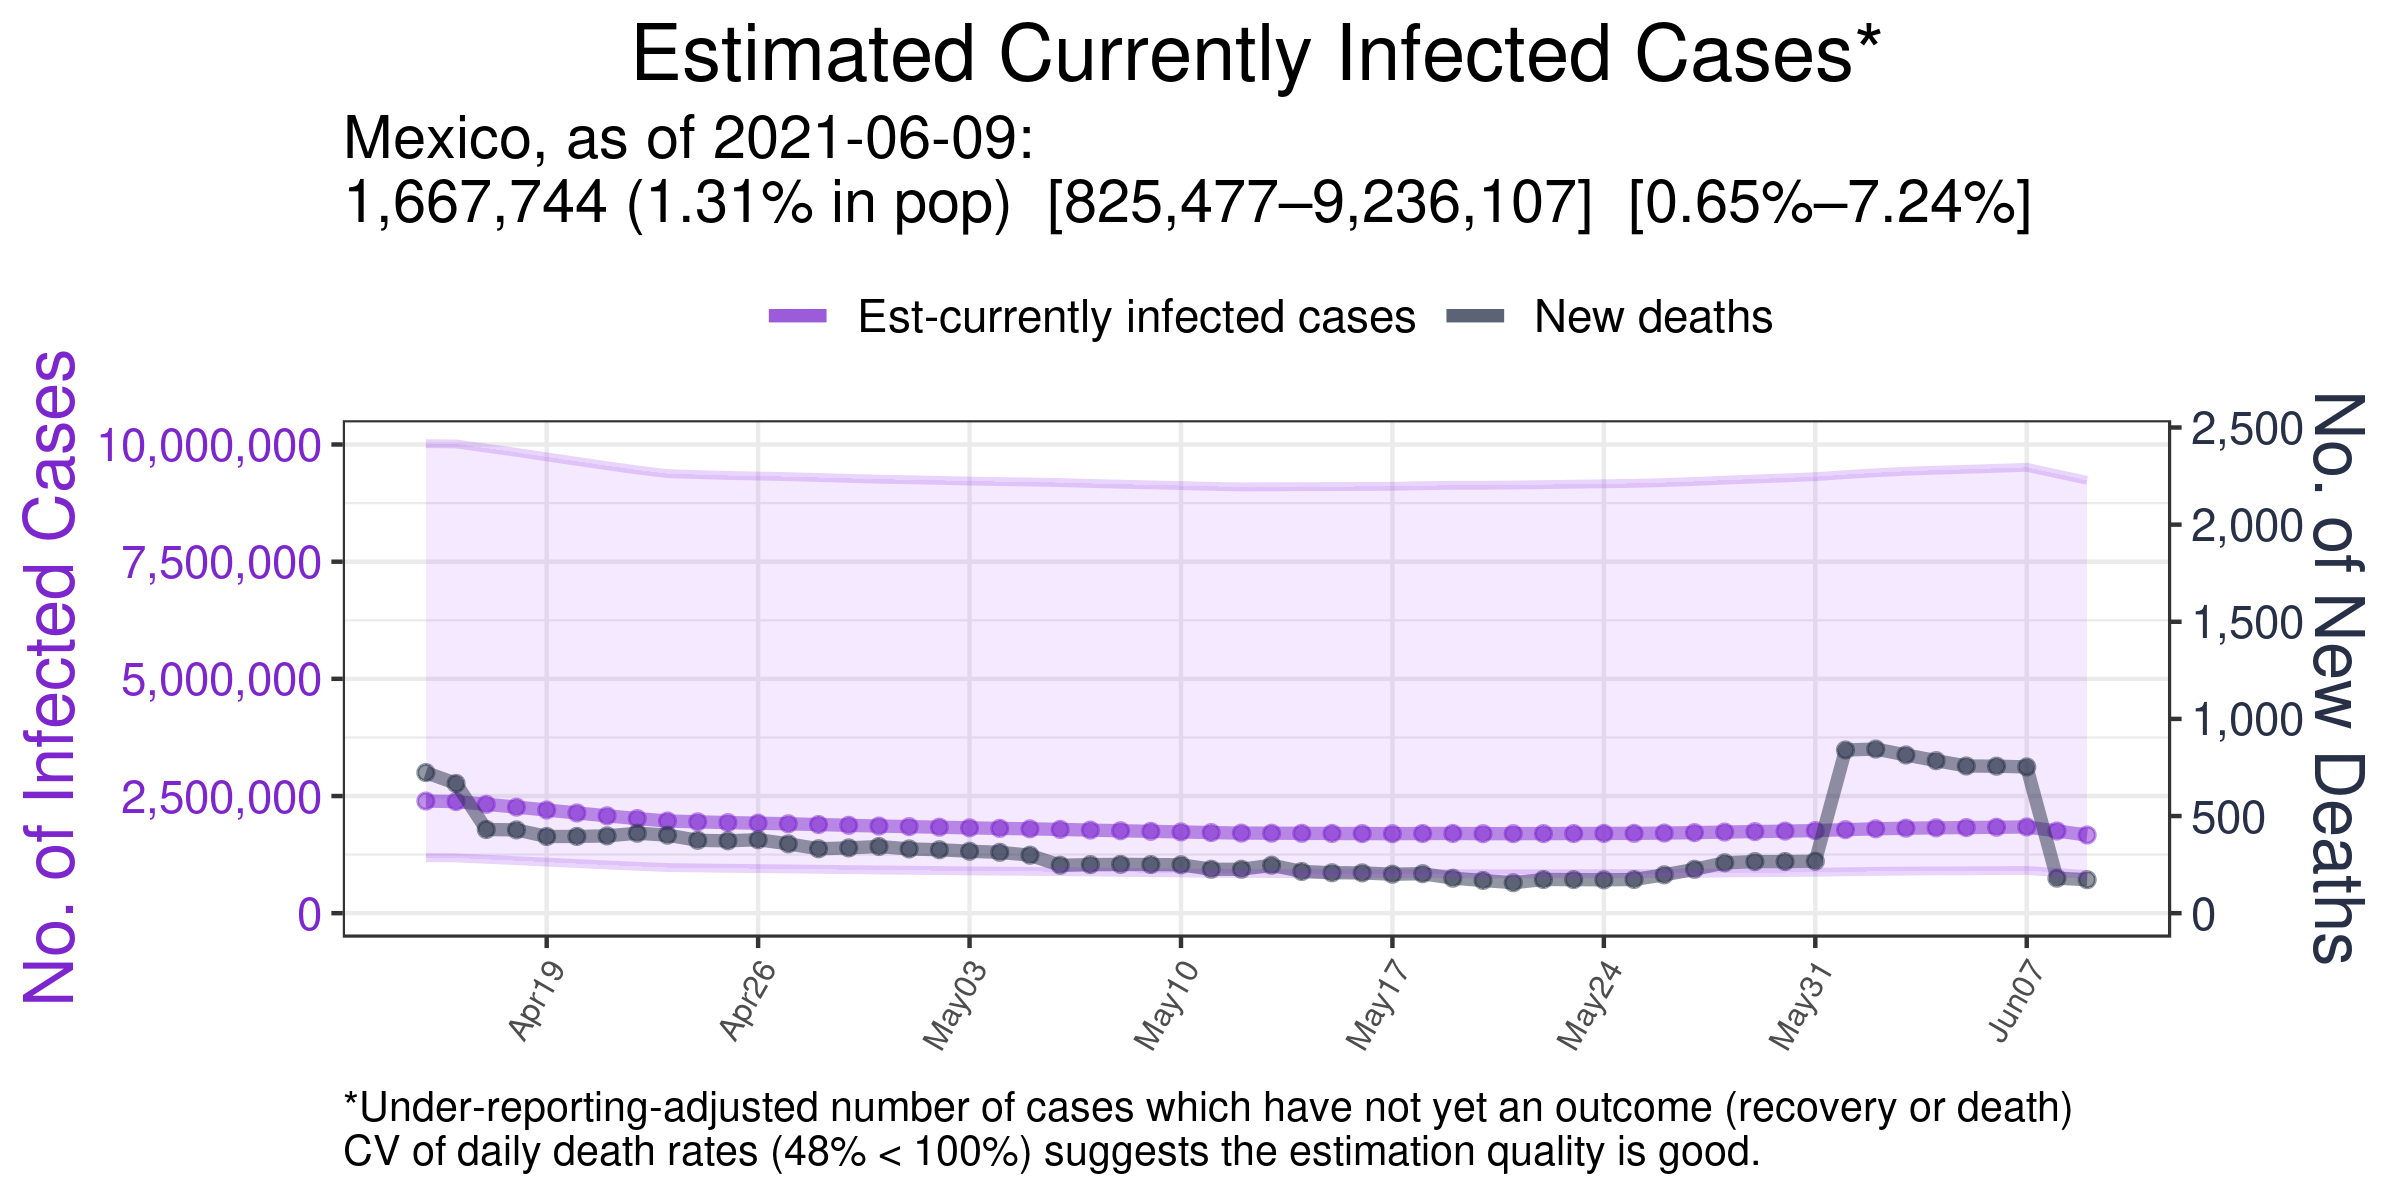 Estimated Currently Infected Cases*
Mexico, as of 2021-06-09:
1,667,744 (1.31% in pop) [825,477–9,236,107] [0.65%–7.24%]
Est-currently infected cases New deaths
No. of Infected Cases
10,000,000
7,500,000
5,000,000
2,500,000
0
2,500
2,000
1,500
1,000
500
0
No. of New Deaths
Apr19 Apr26 May03 May10 May17 May24 May31 Jun07
*Under-reporting-adjusted number of cases which have not yet an outcome (recovery or death)
CV of daily death rates (48% < 100%) suggests the estimation quality is good.